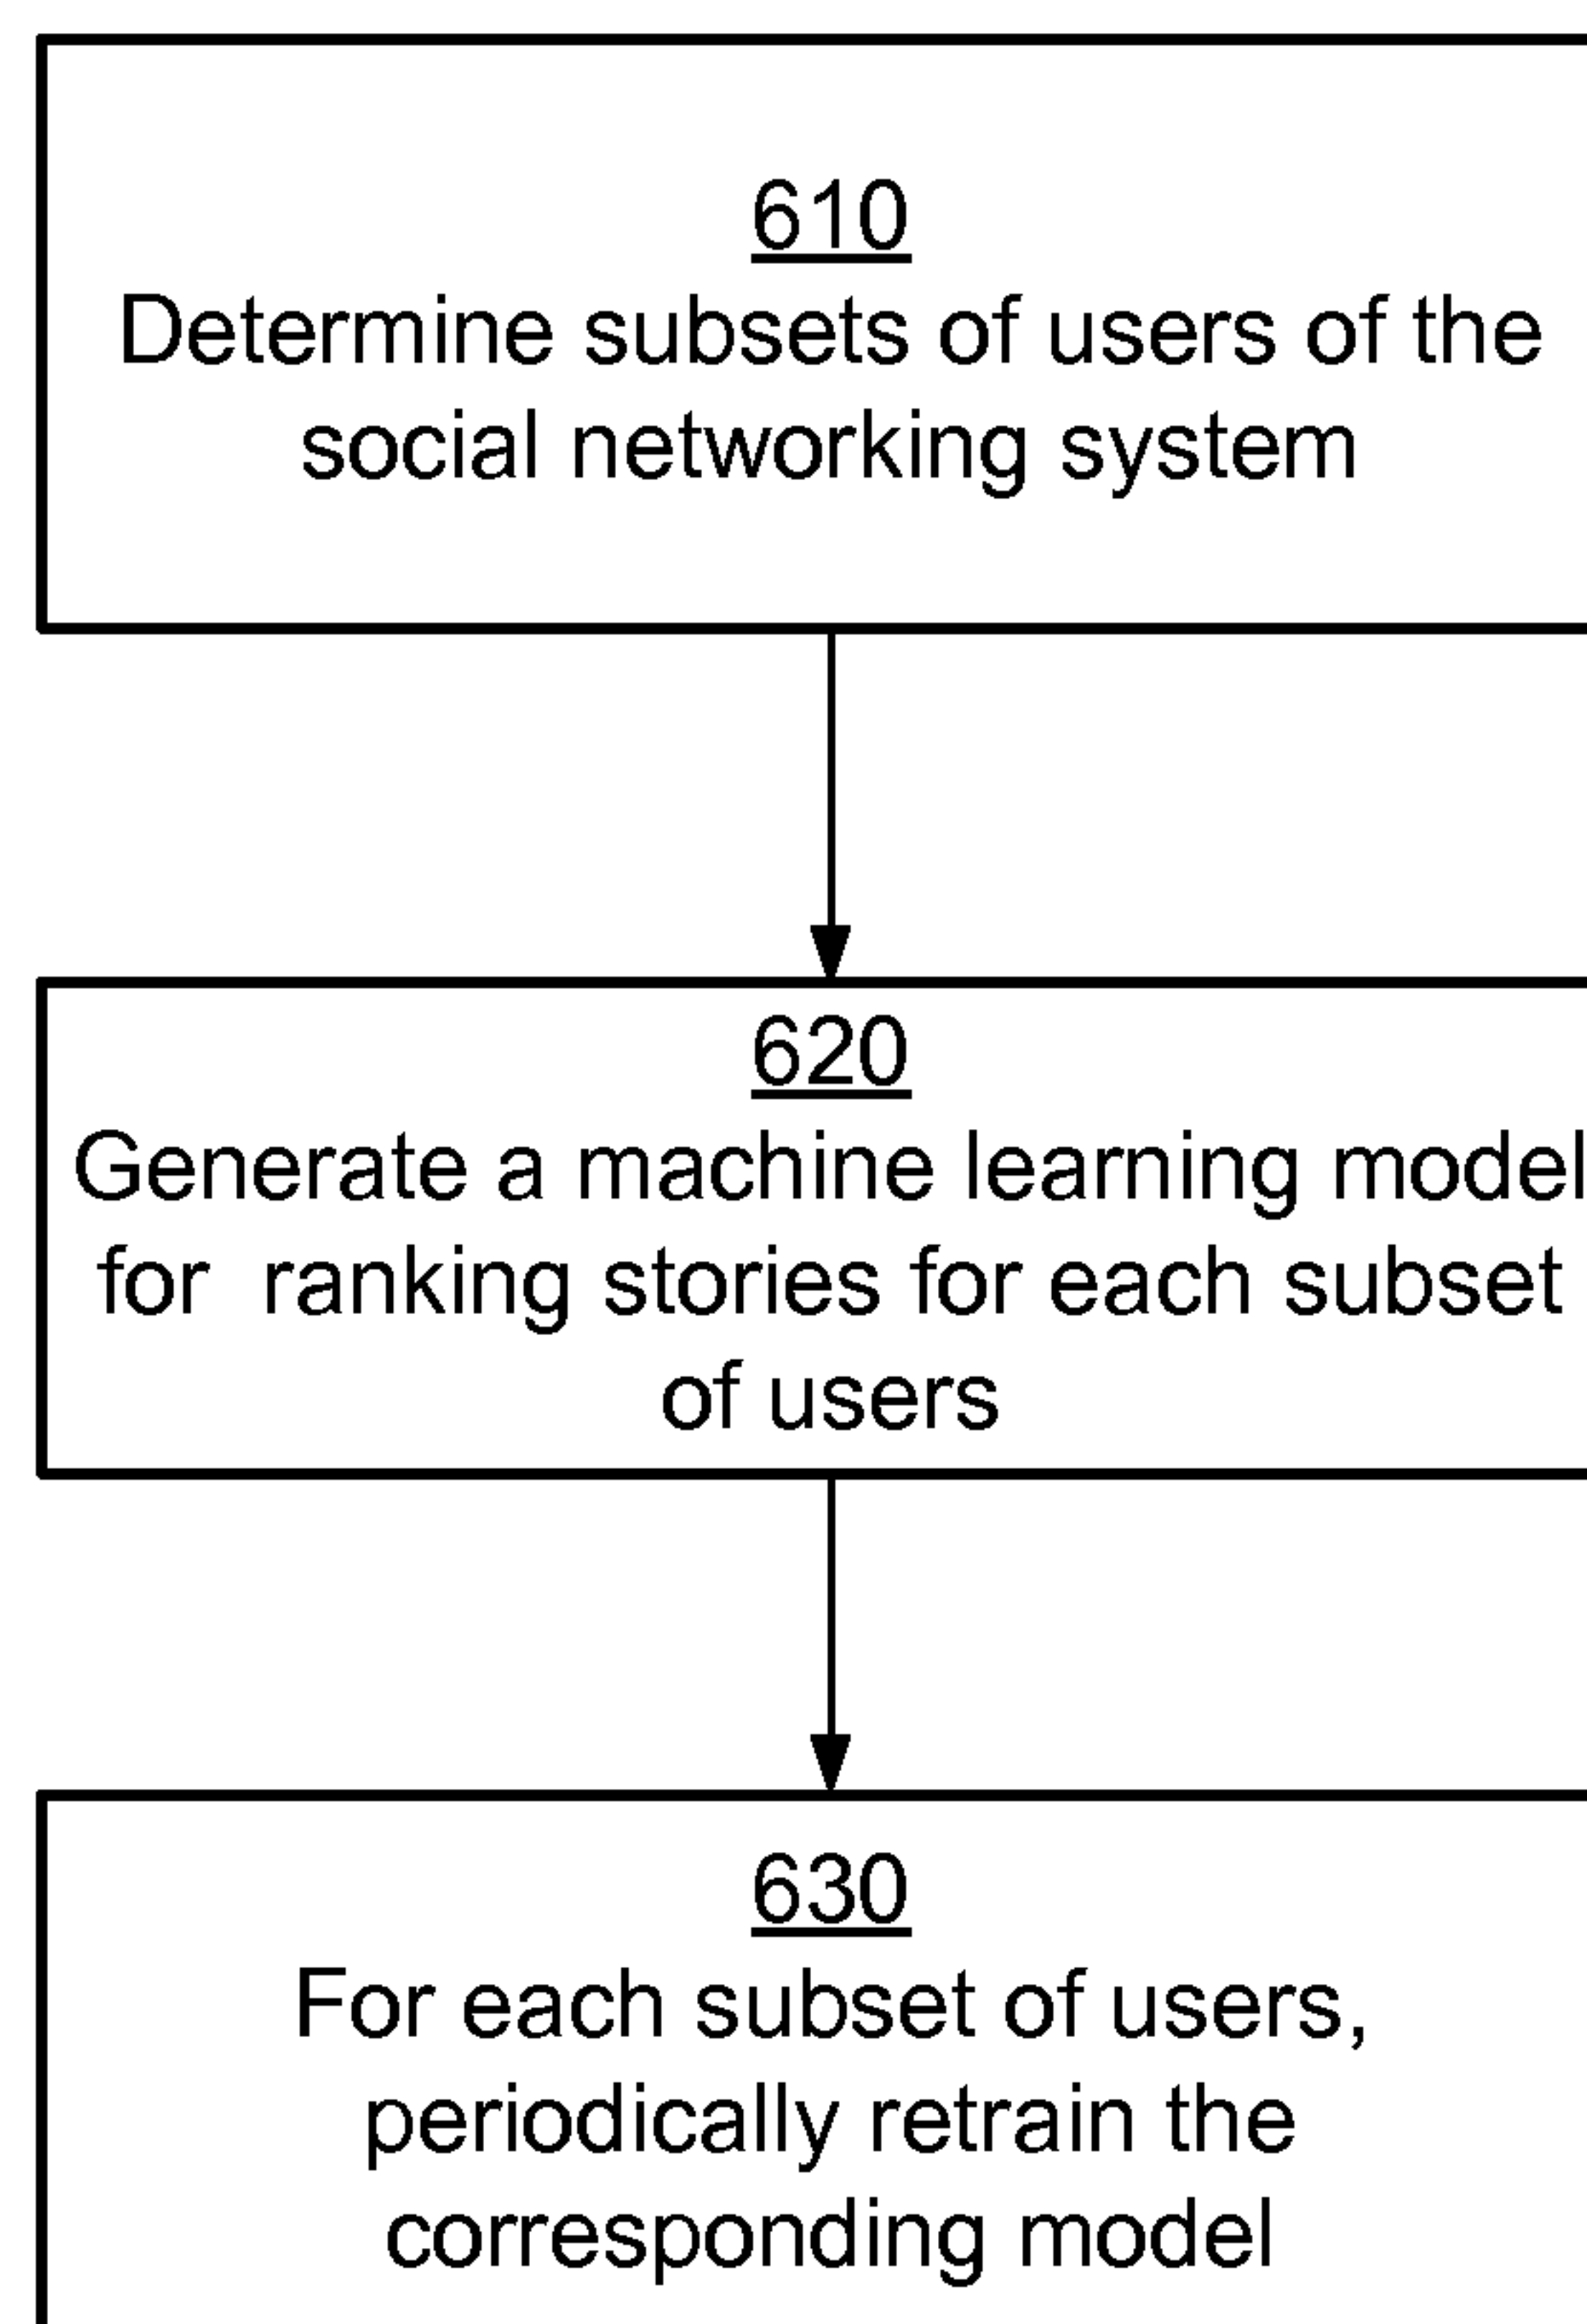 610
Determine subsets of users of the
social networking system
620
Generate a machine learning model
for ranking stories for each subset
of users
630
For each subset of users,
periodically retrain the
corresponding model